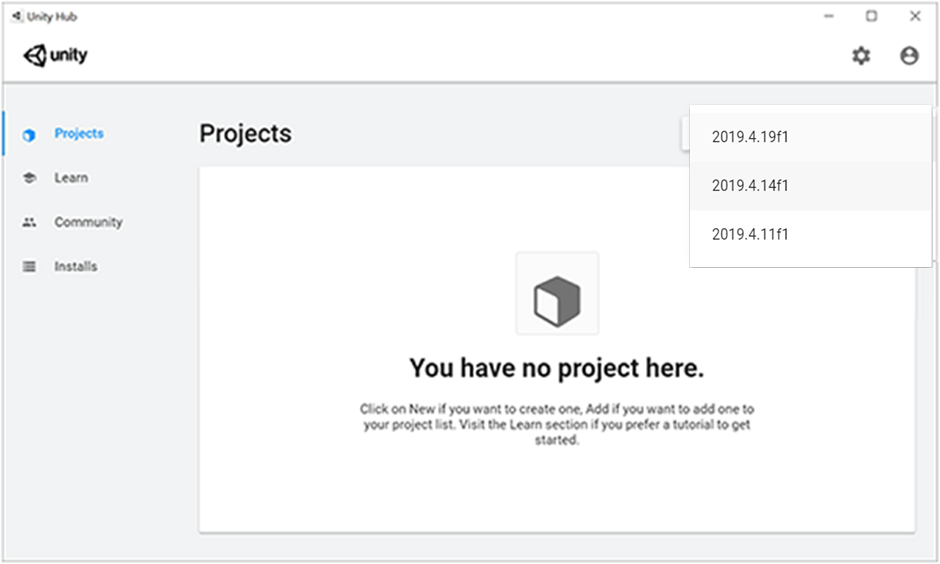 Unity Hub
unity
Projects
Learn
Community
Installs
Projects
2019.4.19f1
2019.4.14f1
2019.4.11f1
You have no project here.
Click on New if you want to create one, Add if you want to add one to
your project list. Visit the Learn section if you prefer a tutorial to get
started.